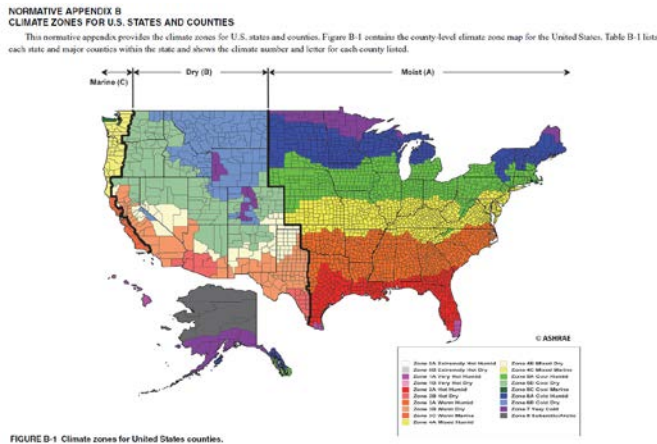 NORMATIVE APPENDIX B
CLIMATE ZONES FOR U.S. STATES AND COUNTIES
This normative appendix provides the climate zones for U.S. states and counties. Figure B-1 contains the county-level climate zone map for the United States. Table B-1 lists
each state and major counties within the state and shows the climate number and letter for each county listed.
Marine (C) Dry (B) Moist (A)
© ASHRAE
Zone 0A Extremely Hot Humid Zone 4B Mixed Dry
Zone 0B Extremely Hot Dry Zone 4C Mixed Marine
Zone 1A Very Hot Humid Zone 5A Cool Humid
Zone 1B Very Hot Dry Zone 5B Cool Dry
Zone 2A Hot Humid Zone 5C Cool Marine
Zone 2B Hot Dry Zone 6A Cold Humid
Zone 3A Warm Humid Zone 6B Cold Dry
Zone 3B Warm Dry Zone 7 Very Cold
Zone 3C Warm Marine Zone 8 Subarctic/Arctic
Zone 4A Mixed Humid
FIGURE B-1 Climate zones for United States counties.